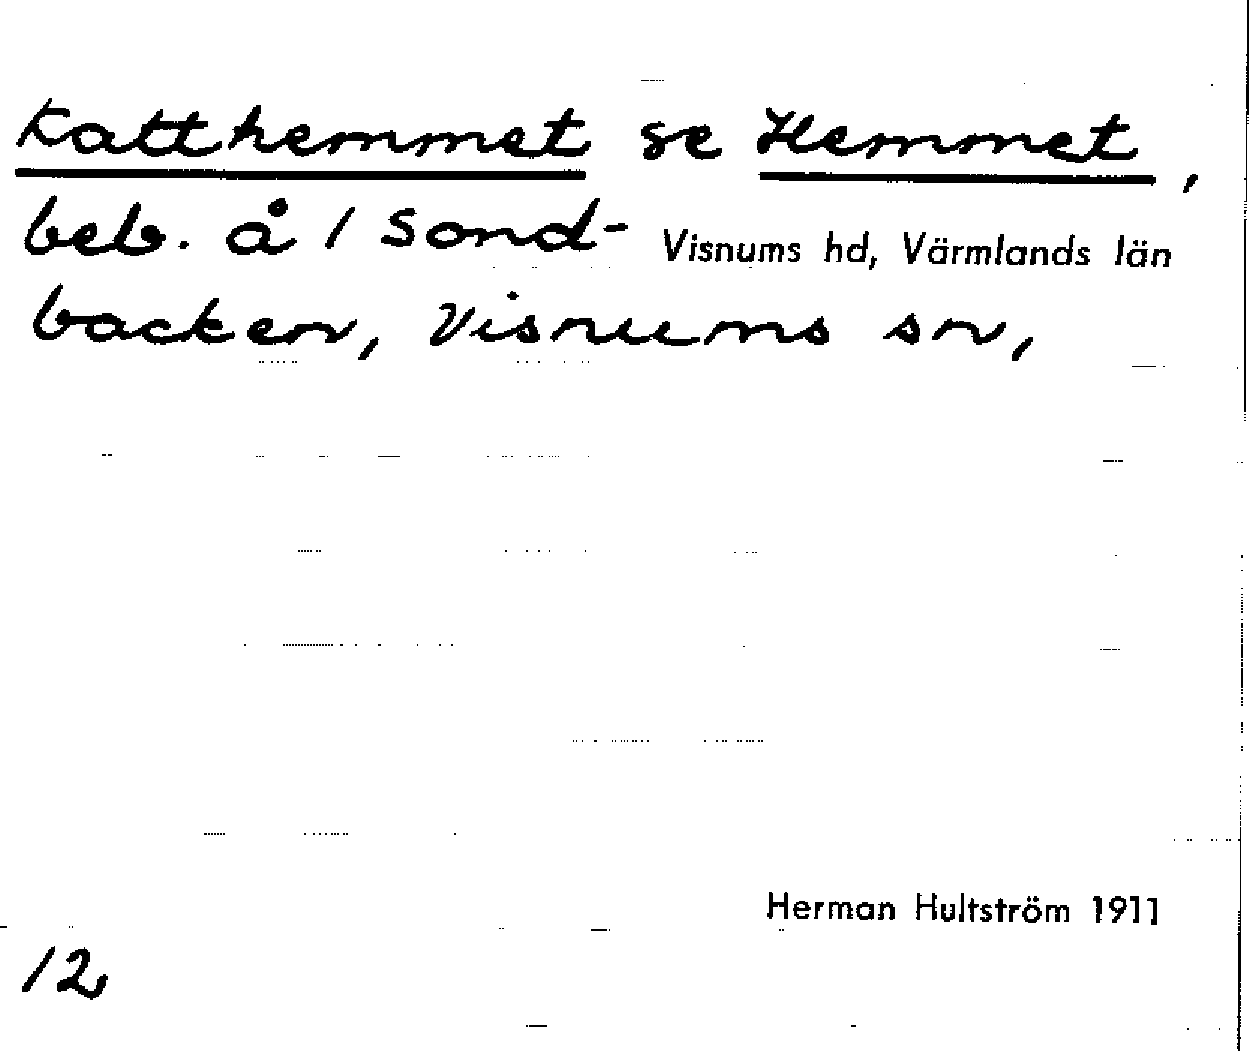 Katthemmet se Hemmet,
beb. å 1 Sond-
Visnums hd, Värmlands län
backen, Visnums sn,
Herman Hultström 1911
12